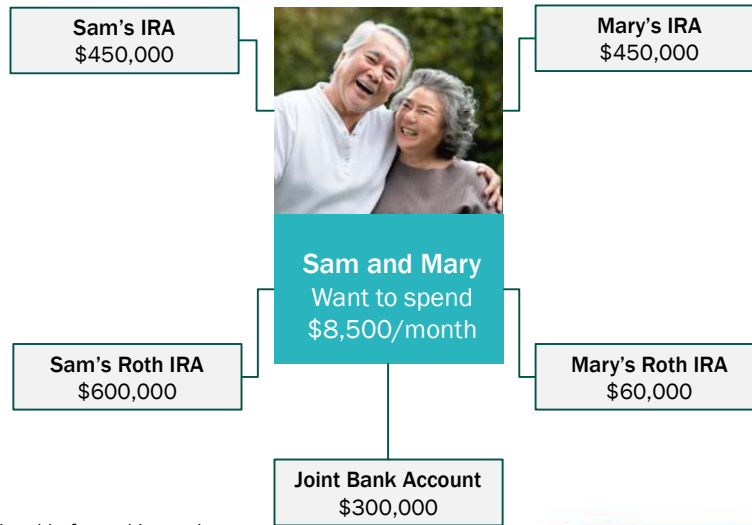 Sam's IRA
$450,000
Mary's IRA
$450,000
Sam and Mary
Want to spend
$8,500/month
Sam's Roth IRA
$600,000
Mary's Roth IRA
$60,000
Joint Bank Account
$300,000